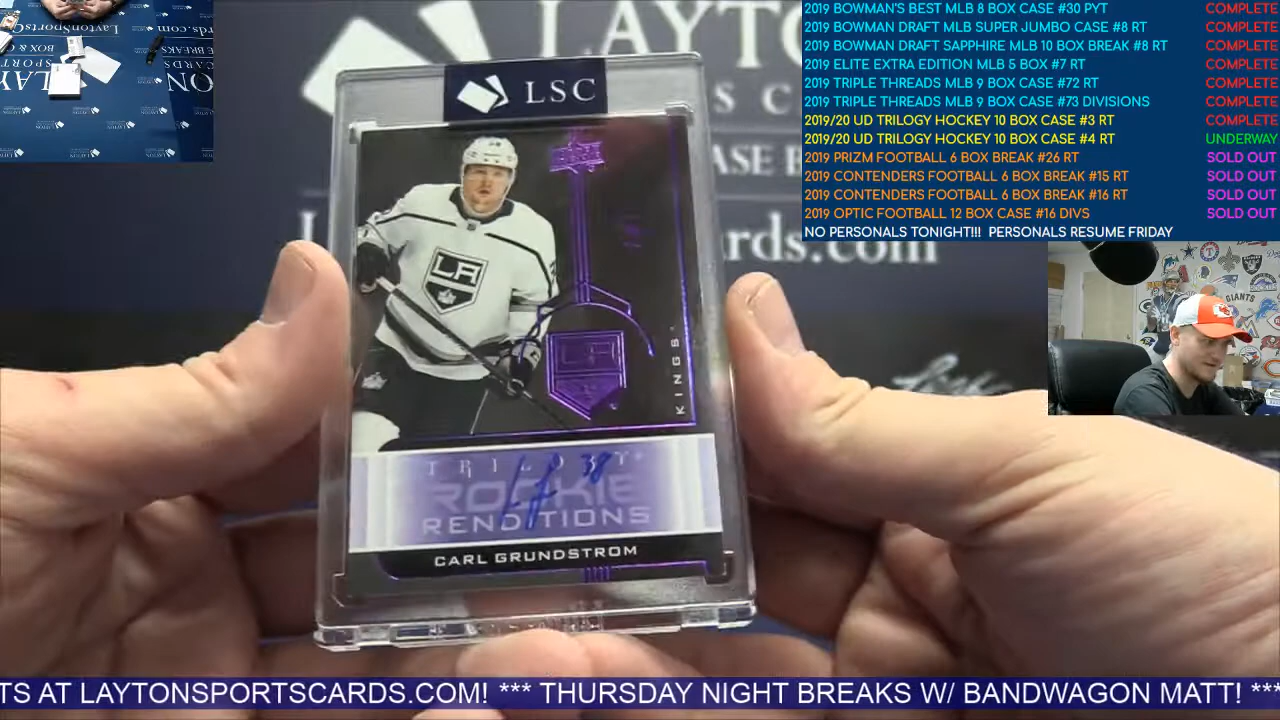 2019 BOWMAN'S BEST MLB 8 BOX CASE #30 PYT COMPLETE
2019 BOWMAN DRAFT MLB SUPER JUMBO CASE #8 RT COMPLETE
2019 BOWMAN DRAFT SAPPHIRE MLB 10 BOX BREAK #8 RT COMPLETE
2019 ELITE EXTRA EDITION MLB 5 BOX #7 RT COMPLETE
2019 TRIPLE THREADS MLB 9 BOX CASE #72 RT COMPLETE
2019 TRIPLE THREADS MLB 9 BOX CASE #73 DIVISIONS COMPLETE
2019/20 UD TRILOGY HOCKEY 10 BOX CASE #3 RT COMPLETE
2019/20 UD TRILOGY HOCKEY 10 BOX CASE #4 RT UNDERWAY
2019 PRIZM FOOTBALL 6 BOX BREAK #26 RT SOLD OUT
2019 CONTENDERS FOOTBALL 6 BOX BREAK #15 RT SOLD OUT
2019 CONTENDERS FOOTBALL 6 BOX BREAK #16 RT SOLD OUT
2019 OPTIC FOOTBALL 12 BOX CASE #16 DIVS SOLD OUT
NO PERSONALS TONIGHT!!! PERSONALS RESUME FRIDAY
LAYTO
LSC
LA
LA
KINGS
GIANTS
ards.com
TRILOGY
ROOKIE
RENDITIONS
38
CARL GRUNDSTROM
TS AT LAYTONSPORTSCARDS.COM! *** THURSDAY NIGHT BREAKS W/ BANDWAGON MATT! ***